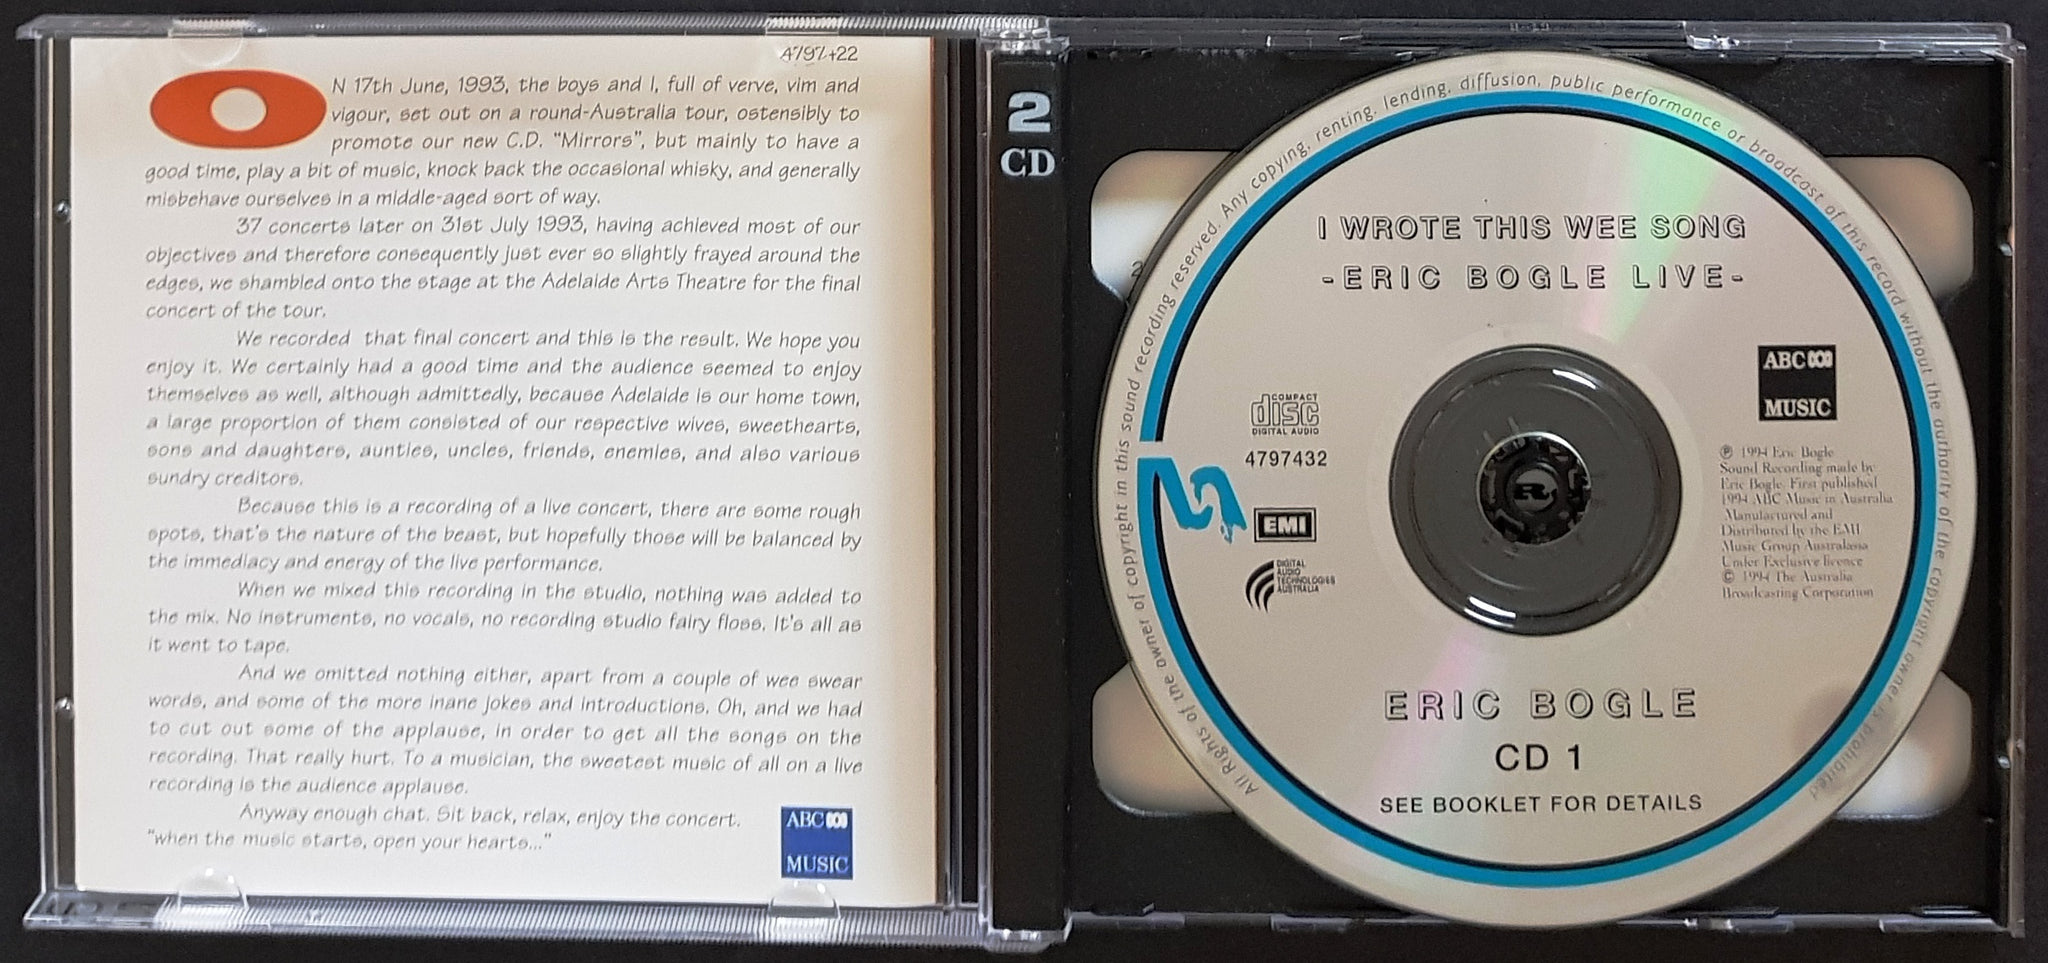 4797422
ON 17th June, 1993, the boys and I, full of verve, vim and
vigour, set out on a round-Australia tour, ostensibly to
promote our new C.D. "Mirrors", but mainly to have a
good time, play a bit of music, knock back the occasional whisky, and generally
misbehave ourselves in a middle-aged sort of way.
37 concerts later on 31st July 1993, having achieved most of our
objectives and therefore consequently just ever so slightly frayed around the
edges, we shambled onto the stage at the Adelaide Arts Theatre for the final
concert of the tour.
We recorded that final concert and this is the result. We hope you
enjoy it. We certainly had a good time and the audience seemed to enjoy
themselves as well, although admittedly, because Adelaide is our home town,
a large proportion of them consisted of our respective wives, sweethearts,
sons and daughters, aunties, uncles, friends, enemies, and also various
sundry creditors.
Because this is a recording of a live concert, there are some rough
spots, that's the nature of the beast, but hopefully those will be balanced by
the immediacy and energy of the live performance.
When we mixed this recording in the studio, nothing was added to
the mix. No instruments, no vocals, no recording studio fairy floss. It's all as
it went to tape.
And we omitted nothing either, apart from a couple of wee swear
words, and some of the more inane jokes and introductions. Oh, and we had
to cut out some of the applause, in order to get all the songs on the
recording. That really hurt. To a musician, the sweetest music of all on a live
recording is the audience applause.
Anyway enough chat. Sit back, relax, enjoy the concert.
"when the music starts, open your hearts..."
ABC
MUSIC
2
CD
All Rights of the owner of copyright in this sound recording reserved. Any copying, renting, lending, diffusion, public performance or broadcast of this record without the authority of the copyright owner is prohibited
I WROTE THIS WEE SONG
-ERIC BOGLE LIVE-
ABC
MUSIC
COMPACT
disc
DIGITAL AUDIO
4797432
EMI
DIGITAL
AUDIO
TECHNOLOGIES
AUSTRALIA
℗ 1994 Eric Bogle
Sound Recording made by
Eric Bogle. First published
1994 ABC Music in Australia
Manufactured and
Distributed by the EMI
Music Group Australasia
Under Exclusive licence
© 1994 The Australia
Broadcasting Corporation
ERIC BOGLE
CD 1
SEE BOOKLET FOR DETAILS